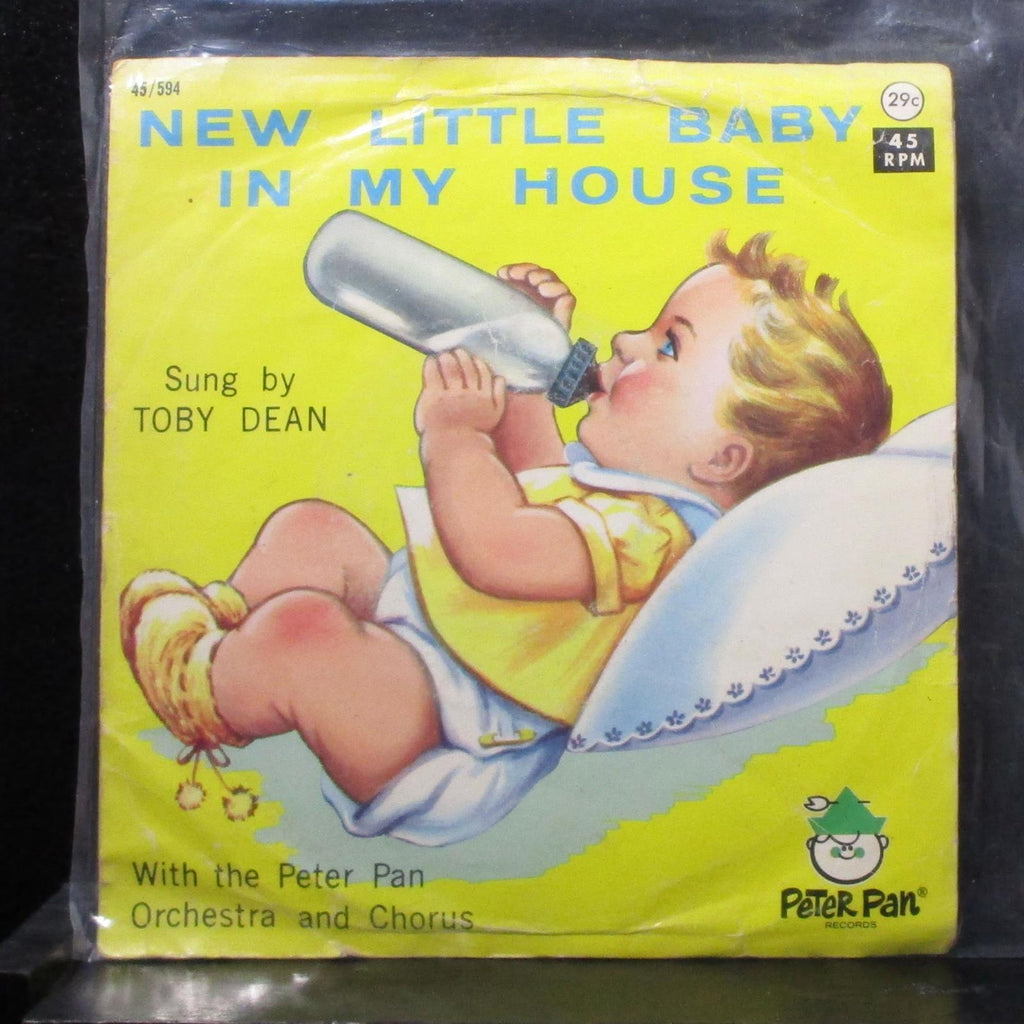 45/594
29c
NEW LITTLE BABY
45
RPM
IN MY HOUSE
Sung by
TOBY DEAN
With the Peter Pan
Orchestra and Chorus
PETER Pan®
RECORDS